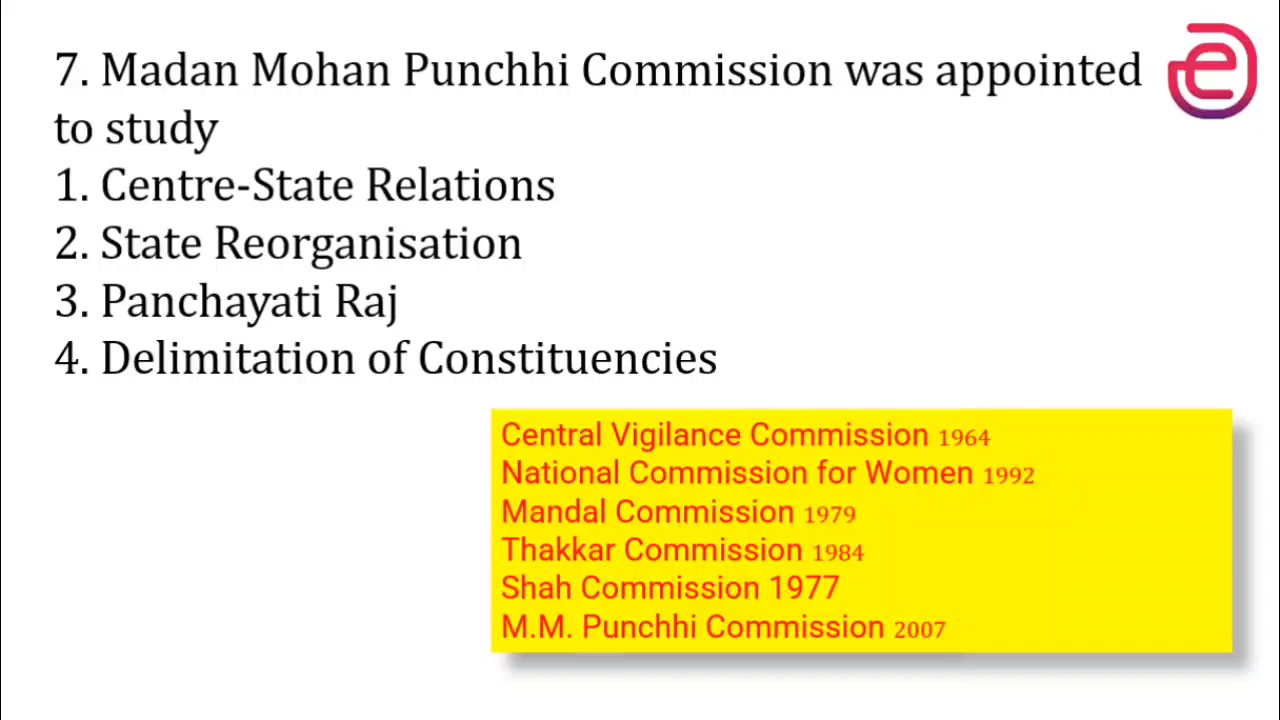 7. Madan Mohan Punchhi Commission was appointed
to study
1. Centre-State Relations
2. State Reorganisation
3. Panchayati Raj
4. Delimitation of Constituencies
Central Vigilance Commission 1964
National Commission for Women 1992
Mandal Commission 1979
Thakkar Commission 1984
Shah Commission 1977
M.M. Punchhi Commission 2007